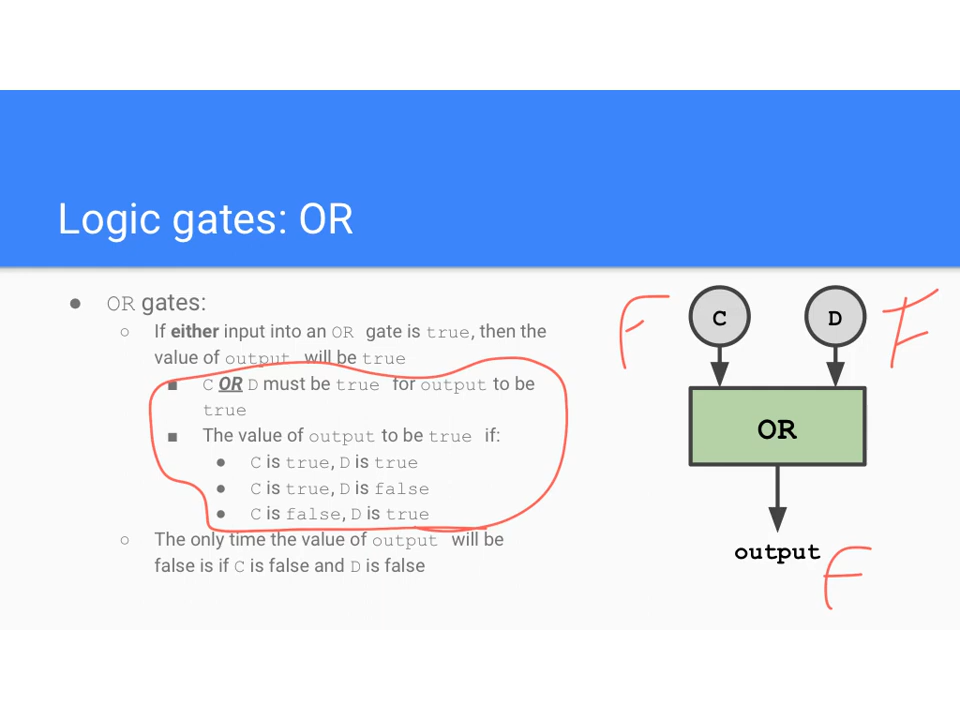 Logic gates: OR
● OR gates:
○ If either input into an OR gate is true, then the
value of output will be true
■ C OR D must be true for output to be
true
■ The value of output to be true if:
● C is true, D is true
● C is true, D is false
● C is false, D is true
○ The only time the value of output will be
false is if C is false and D is false
F
C
D
F
OR
output
F